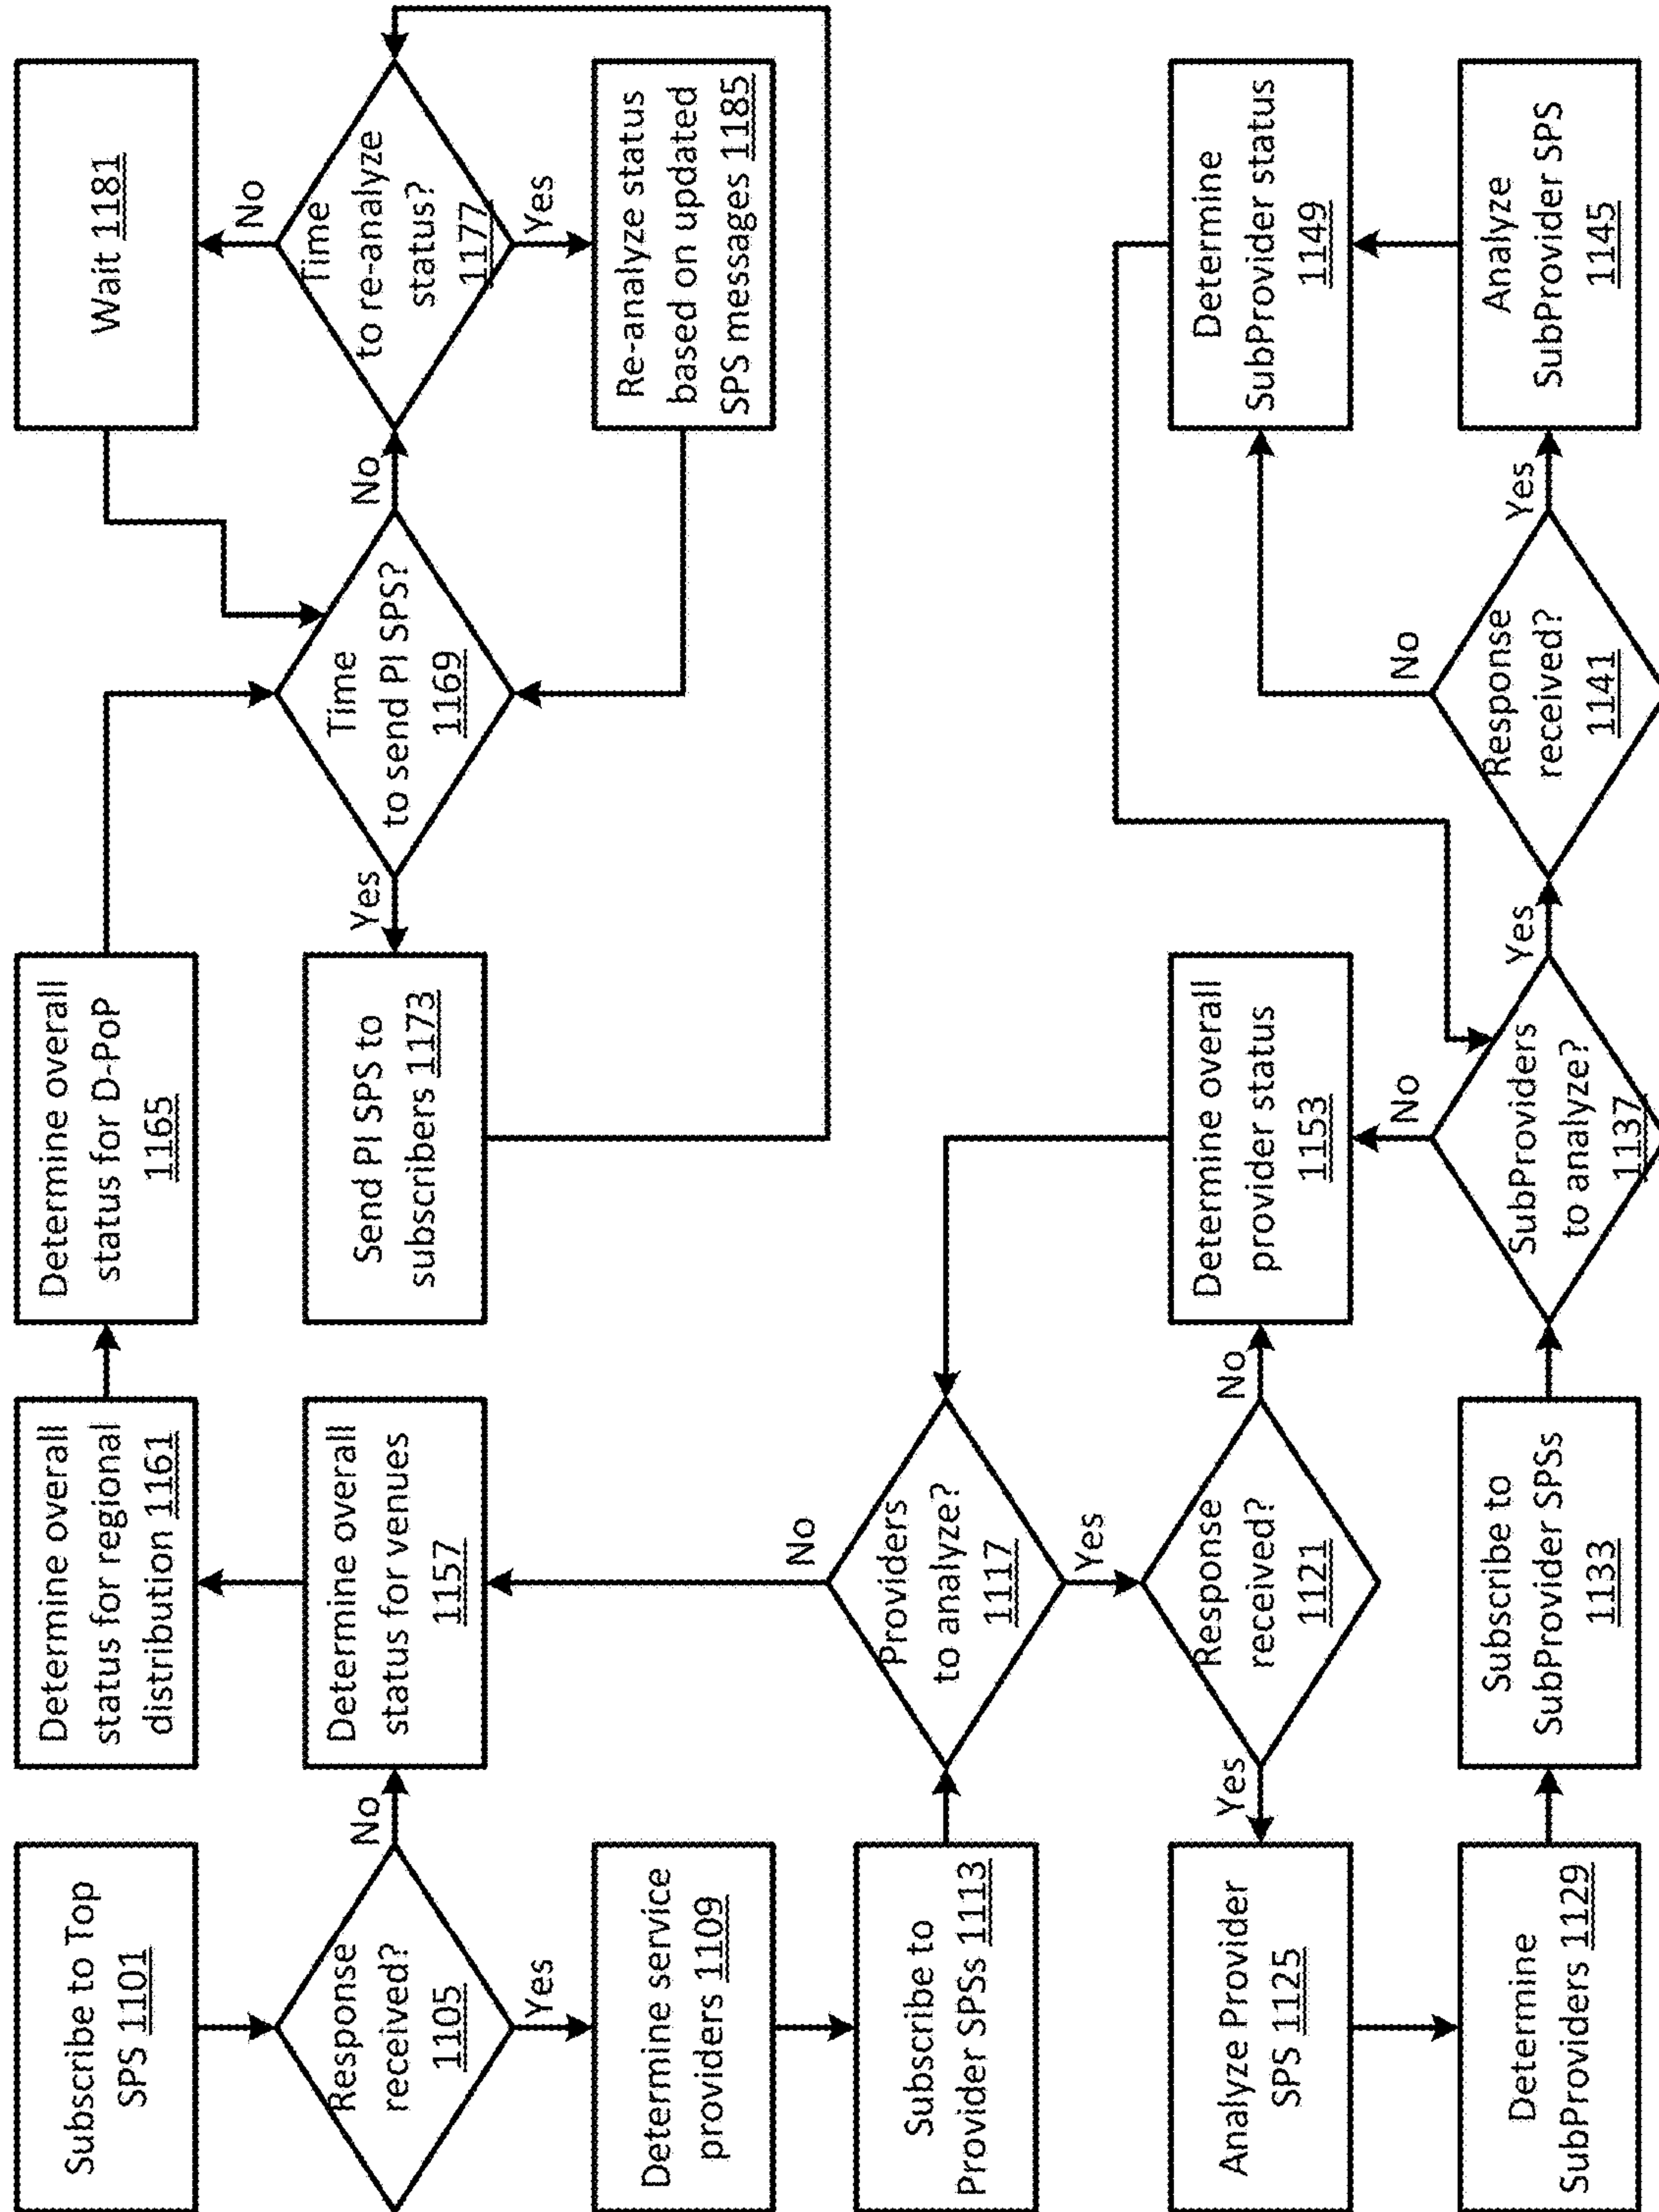 Subscribe to Top
SPS 1101
Response
received?
1105
No
Yes
Determine service
providers 1109
Subscribe to
Provider SPSs 1113
Providers
to analyze?
1117
No
Yes
Response
received?
1121
Yes
No
Analyze Provider
SPS 1125
Determine
SubProviders 1129
Subscribe to
SubProvider SPSs
1133
SubProviders
to analyze?
1137
No
Yes
Response
received?
1141
No
Yes
Analyze
SubProvider SPS
1145
Determine
SubProvider status
1149
Determine overall
provider status
1153
Determine overall
status for venues
1157
Determine overall
status for regional
distribution 1161
Determine overall
status for D-PoP
1165
Time
to send PI SPS?
1169
Yes
No
Send PI SPS to
subscribers 1173
Time
to re-analyze
status?
1177
No
Yes
Wait 1181
Re-analyze status
based on updated
SPS messages 1185